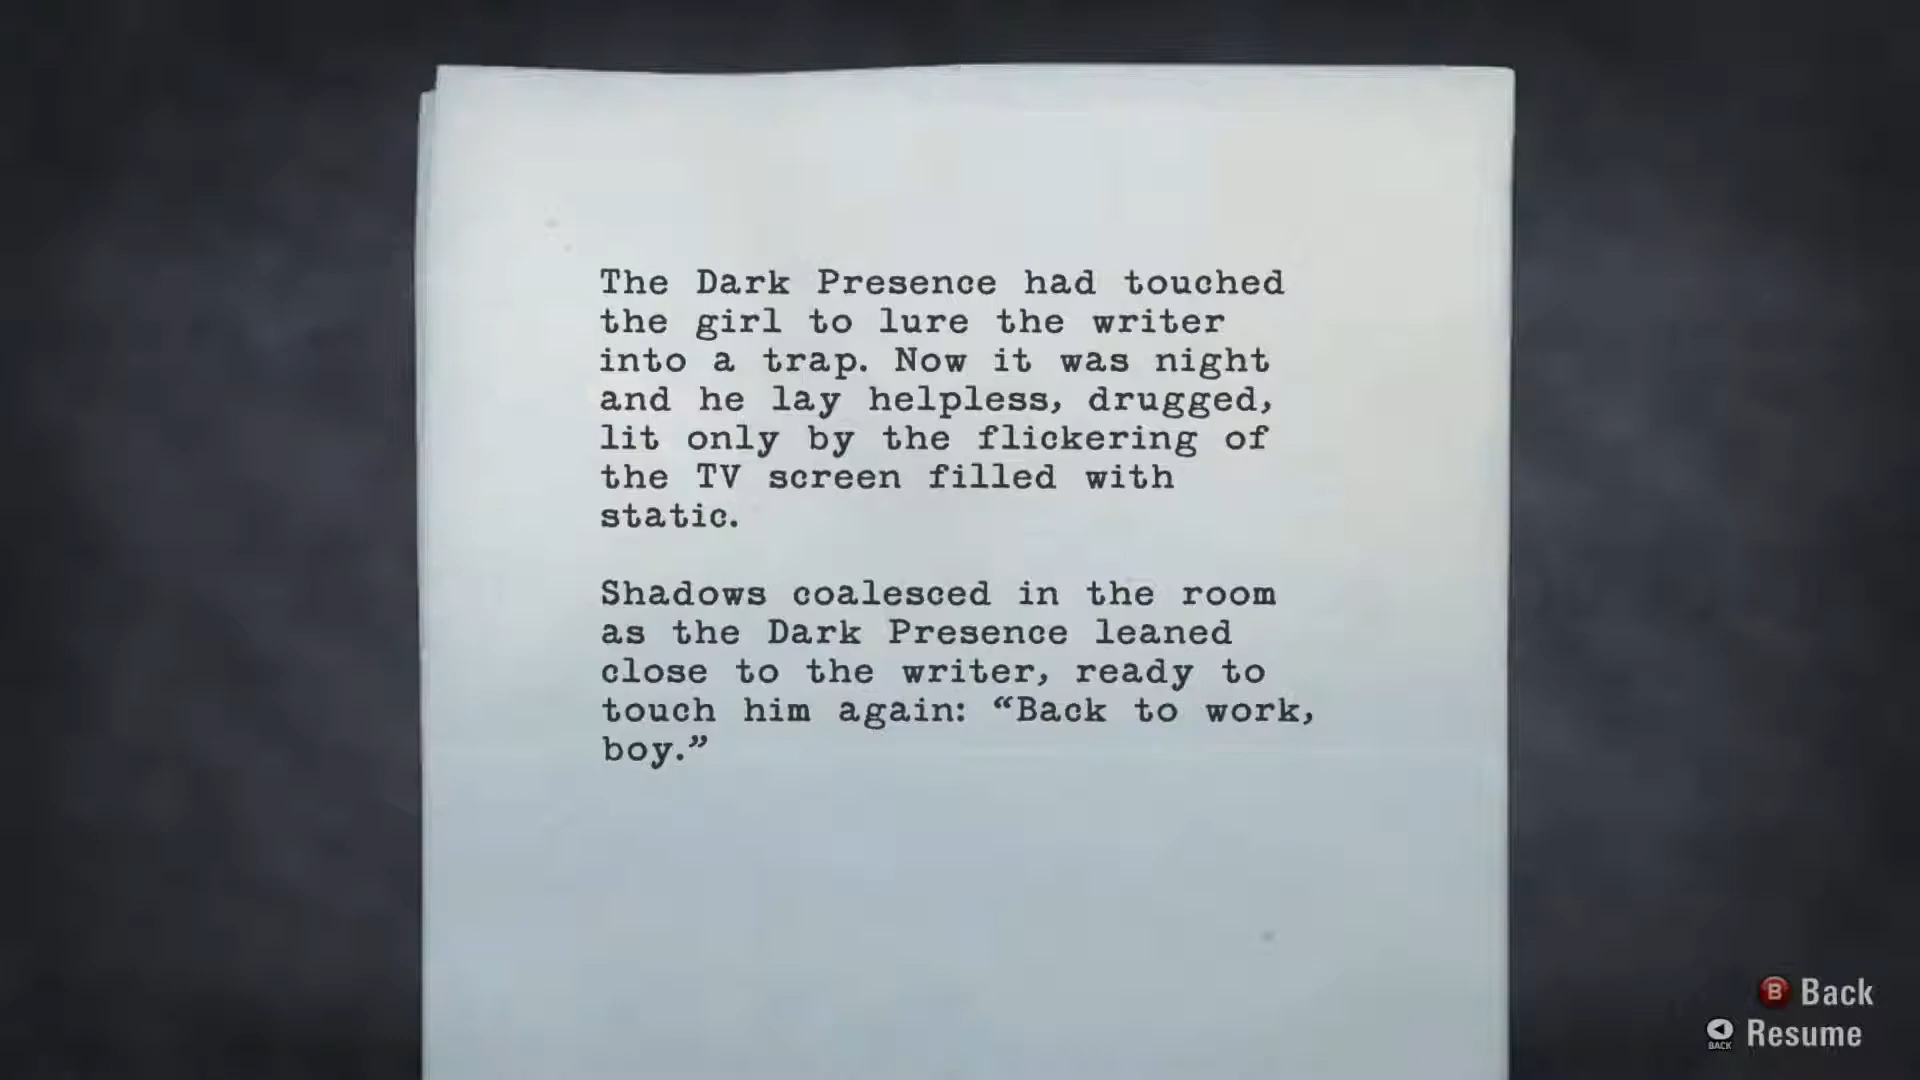 The Dark Presence had touched
the girl to lure the writer
into a trap. Now it was night
and he lay helpless, drugged,
lit only by the flickering of
the TV screen filled with
static.
Shadows coalesced in the room
as the Dark Presence leaned
close to the writer, ready to
touch him again: “Back to work,
boy.”
B Back
BACK Resume